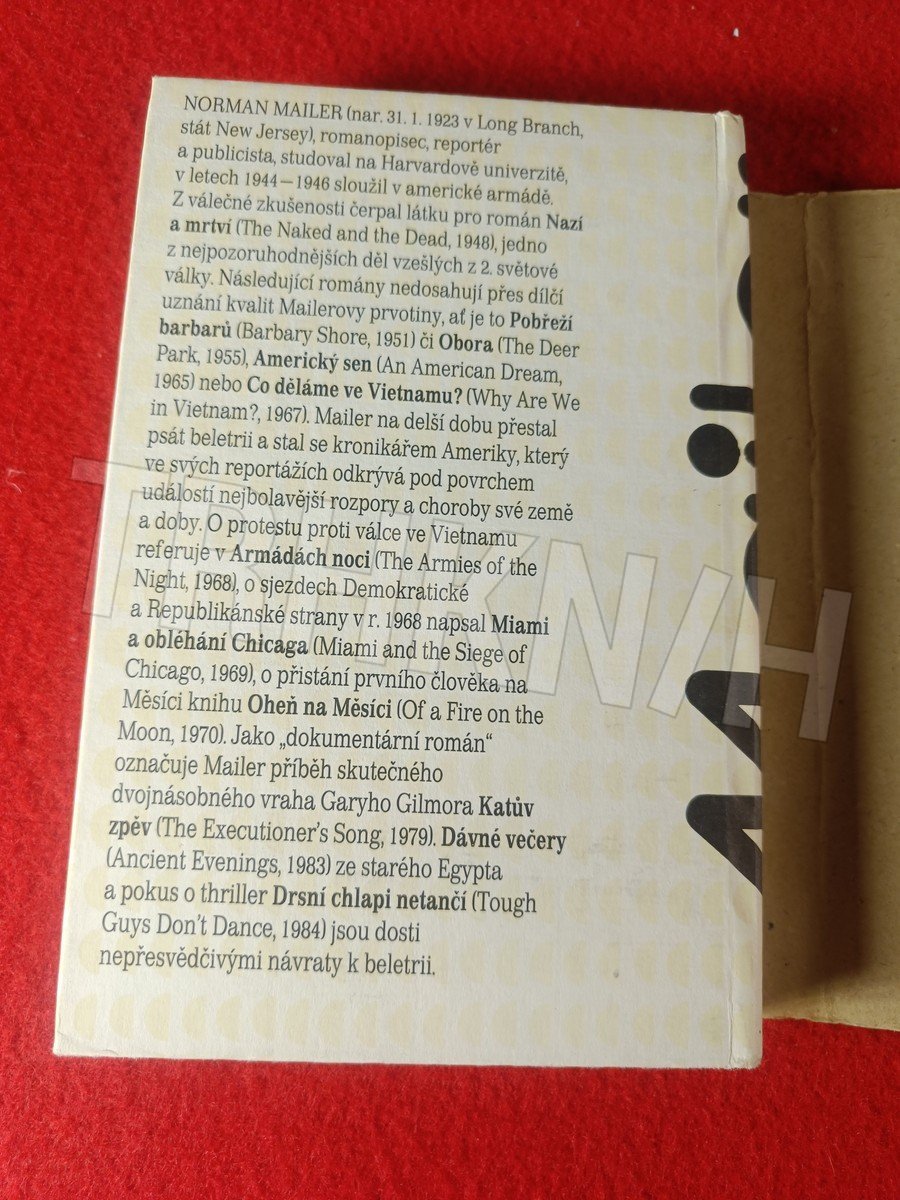 NORMAN MAILER (nar. 31. 1. 1923 v Long Branch,
stát New Jersey), romanopisec, reportér
a publicista, studoval na Harvardově univerzitě,
v letech 1944–1946 sloužil v americké armádě.
Z válečné zkušenosti čerpal látku pro román Nazí
a mrtví (The Naked and the Dead, 1948), jedno
z nejpozoruhodnějších děl vzešlých z 2. světové
války. Následující romány nedosahují přes dílčí
uznání kvalit Mailerovy prvotiny, ať je to Pobřeží
barbarů (Barbary Shore, 1951) či Obora (The Deer
Park, 1955), Americký sen (An American Dream,
1965) nebo Co děláme ve Vietnamu? (Why Are We
in Vietnam?, 1967). Mailer na delší dobu přestal
psát beletrii a stal se kronikářem Ameriky, který
ve svých reportážích odkrývá pod povrchem
událostí nejbolavější rozpory a choroby své země
a doby. O protestu proti válce ve Vietnamu
referuje v Armádách noci (The Armies of the
Night, 1968), o sjezdech Demokratické
a Republikánské strany v r. 1968 napsal Miami
a obléhání Chicaga (Miami and the Siege of
Chicago, 1969), o přistání prvního člověka na
Měsíci knihu Oheň na Měsíci (Of a Fire on the
Moon, 1970). Jako „dokumentární román“
označuje Mailer příběh skutečného
dvojnásobného vraha Garyho Gilmora Katův
zpěv (The Executioner's Song, 1979). Dávné večery
(Ancient Evenings, 1983) ze starého Egypta
a pokus o thriller Drsní chlapi netančí (Tough
Guys Don't Dance, 1984) jsou dosti
nepřesvědčivými návraty k beletrii.